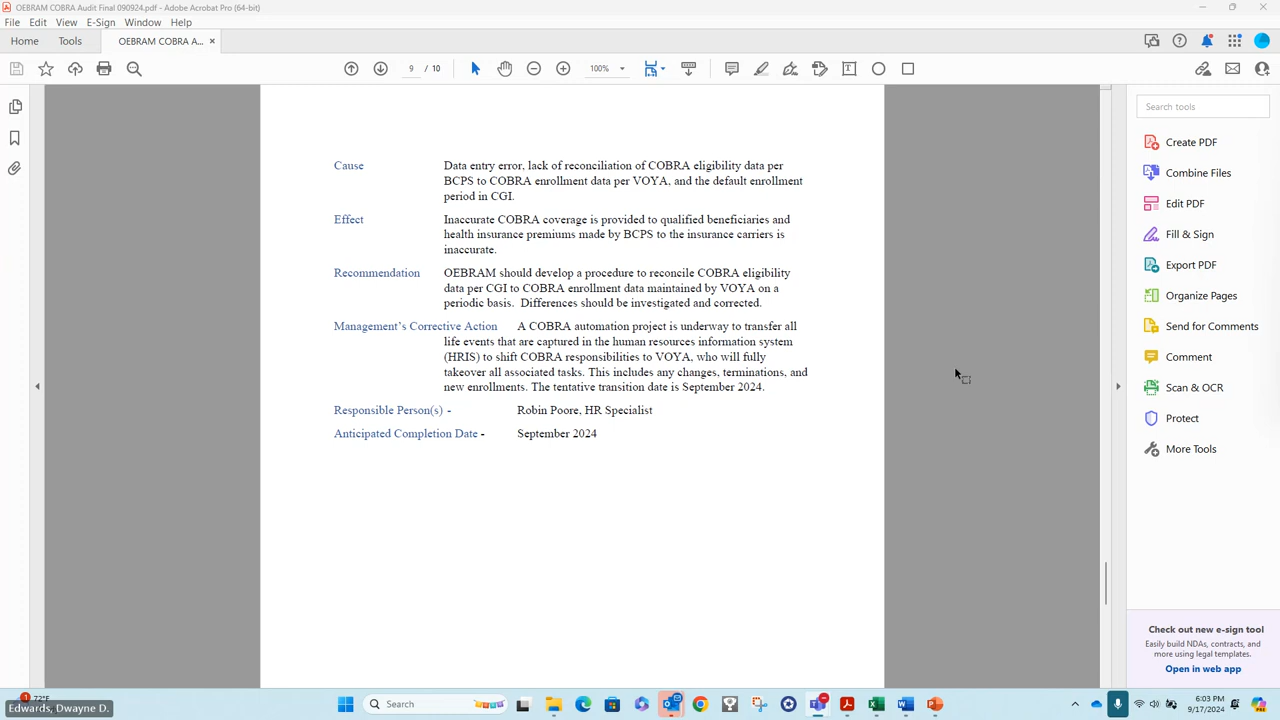 OEBRAM COBRA Audit Final 090924.pdf - Adobe Acrobat Pro (64-bit)
File Edit View E-Sign Window Help
Home Tools OEBRAM COBRA A... ×
9 / 10 100%
Search tools
Create PDF
Combine Files
Edit PDF
Fill & Sign
Export PDF
Organize Pages
Send for Comments
Comment
Scan & OCR
Protect
More Tools
Cause Data entry error, lack of reconciliation of COBRA eligibility data per
BCPS to COBRA enrollment data per VOYA, and the default enrollment
period in CGI.
Effect Inaccurate COBRA coverage is provided to qualified beneficiaries and
health insurance premiums made by BCPS to the insurance carriers is
inaccurate.
Recommendation OEBRAM should develop a procedure to reconcile COBRA eligibility
data per CGI to COBRA enrollment data maintained by VOYA on a
periodic basis. Differences should be investigated and corrected.
Management's Corrective Action A COBRA automation project is underway to transfer all
life events that are captured in the human resources information system
(HRIS) to shift COBRA responsibilities to VOYA, who will fully
takeover all associated tasks. This includes any changes, terminations, and
new enrollments. The tentative transition date is September 2024.
Responsible Person(s) - Robin Poore, HR Specialist
Anticipated Completion Date - September 2024
Check out new e-sign tool
Easily build NDAs, contracts, and
more using legal templates.
Open in web app
1 72°F
Edwards, Dwayne D.
Search
6:03 PM
9/17/2024